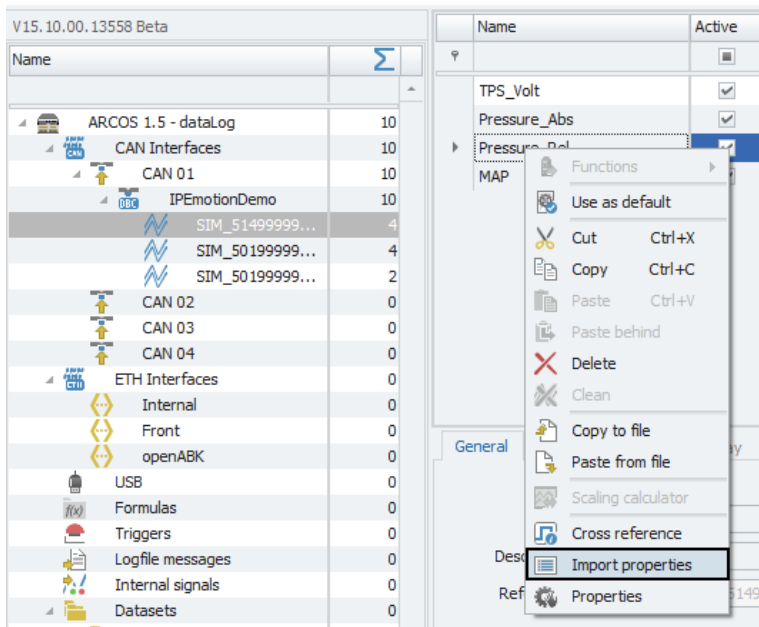 V15.10.00.13558 Beta
Name
ARCOS 1.5 - dataLog 10
CAN Interfaces 10
CAN 01 10
DBC IPEmotionDemo 10
SIM_51499999... 4
SIM_50199999... 4
SIM_50199999... 2
CAN 02 0
CAN 03 0
CAN 04 0
ETH Interfaces 0
Internal 0
Front 0
openABK 0
USB 0
f(x) Formulas 0
Triggers 0
Logfile messages 0
Internal signals 0
Datasets 0
Name Active
TPS_Volt
Pressure_Abs
MAP
Functions
Use as default
Cut Ctrl+X
Copy Ctrl+C
Paste Ctrl+V
Paste behind
Delete
Clean
Copy to file
Paste from file
Scaling calculator
Cross reference
Import properties
Properties
General